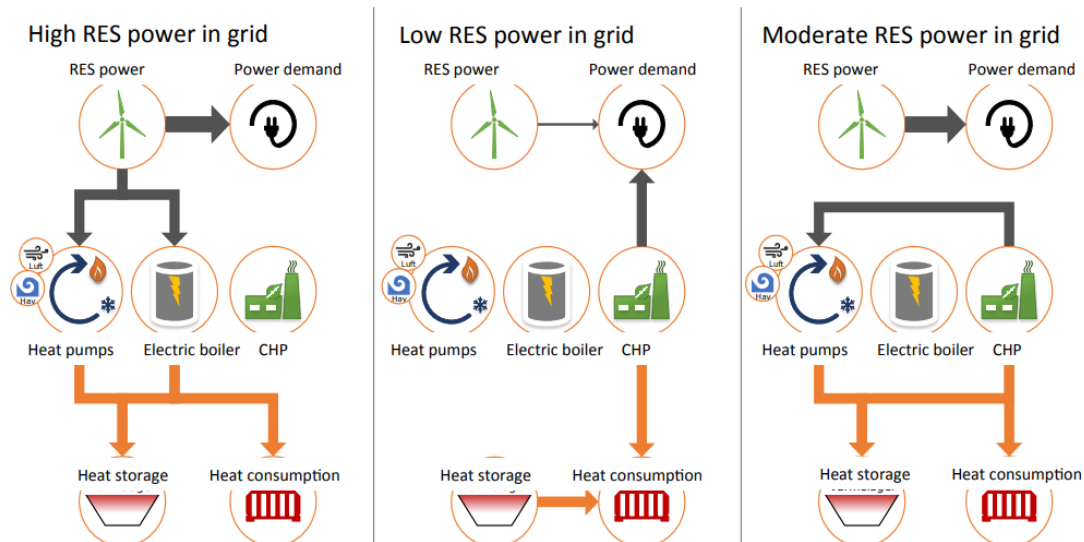 High RES power in grid
RES power
Power demand
Luft
Hav
Heat pumps
Electric boiler
CHP
Heat storage
Heat consumption
Low RES power in grid
RES power
Power demand
Luft
Hav
Heat pumps
Electric boiler
CHP
Heat storage
Heat consumption
Moderate RES power in grid
RES power
Power demand
Luft
Hav
Heat pumps
Electric boiler
CHP
Heat storage
Heat consumption